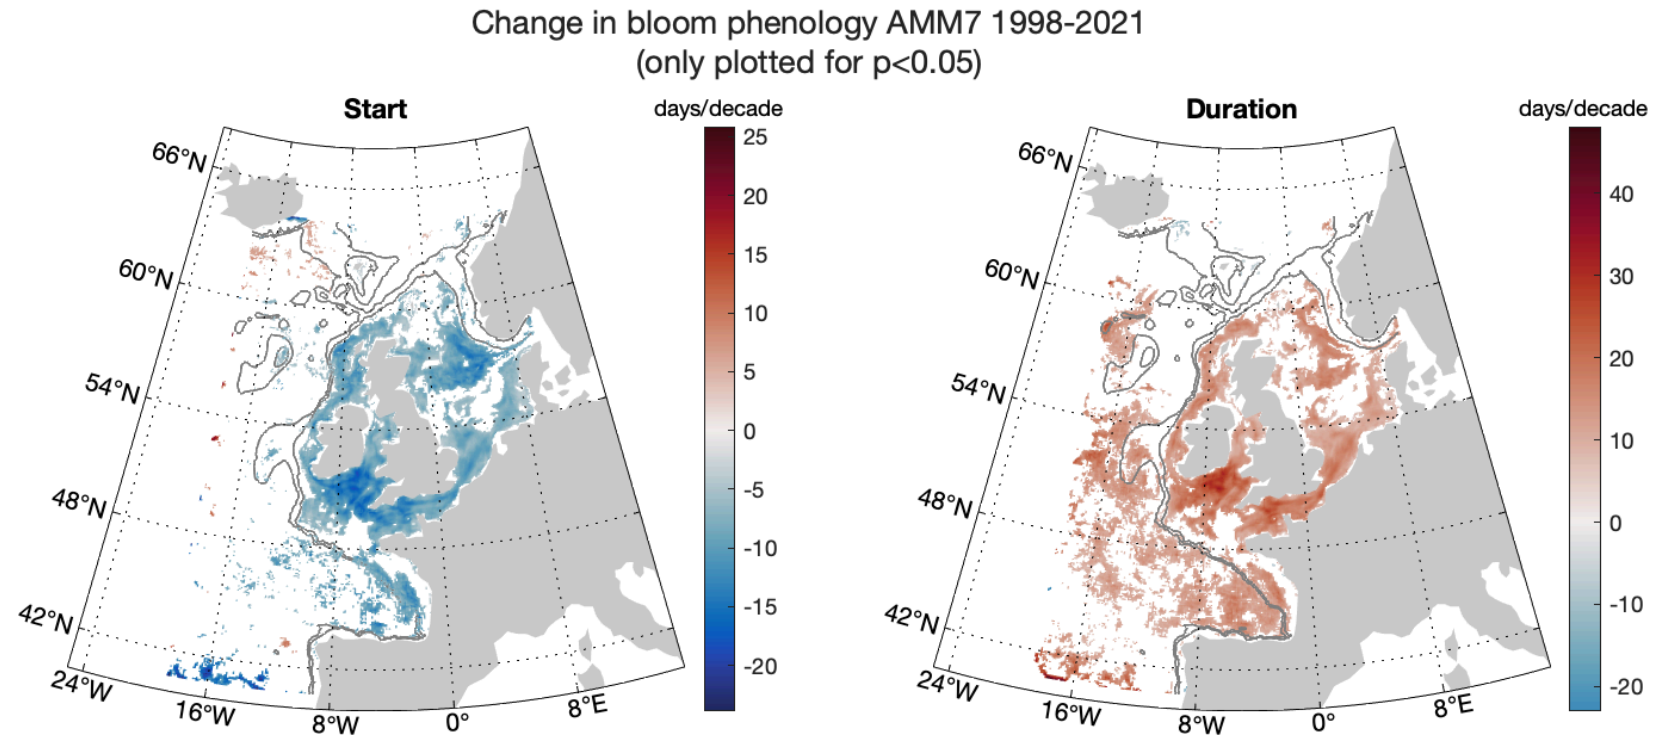 Change in bloom phenology AMM7 1998-2021
(only plotted for p<0.05)
Start
days/decade
66°N
60°N
54°N
48°N
42°N
24°W
16°W
8°W
0°
8°E
25
20
15
10
5
0
-5
-10
-15
-20
Duration
days/decade
66°N
60°N
54°N
48°N
42°N
24°W
16°W
8°W
0°
8°E
40
30
20
10
0
-10
-20